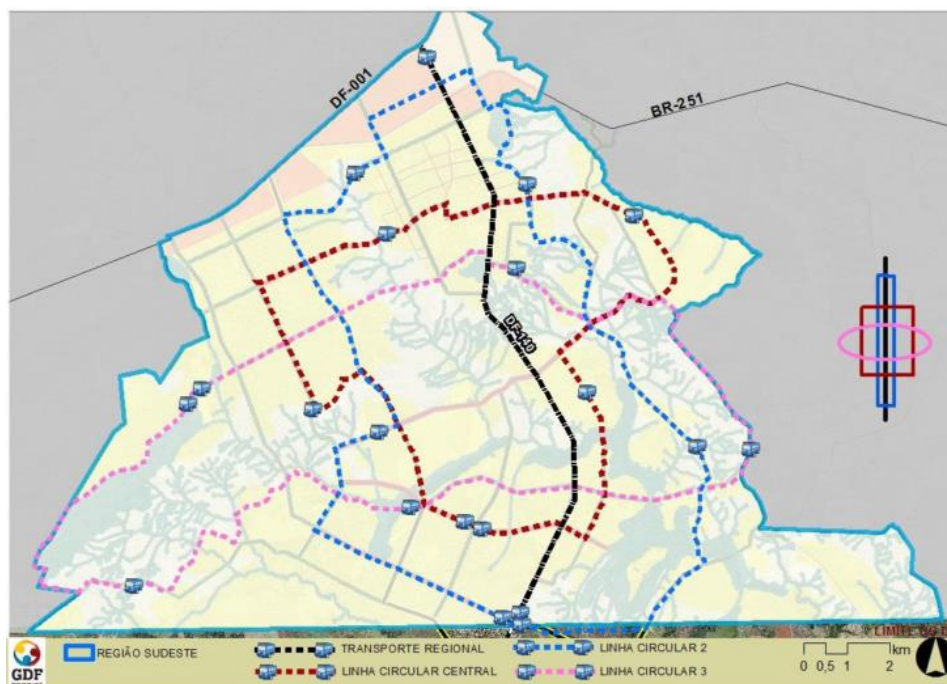 DF-001
BR-251
DF-140
REGIÃO SUDESTE
TRANSPORTE REGIONAL
LINHA CIRCULAR 2
km
LINHA CIRCULAR CENTRAL
LINHA CIRCULAR 3
0 0,5 1 2
GDF